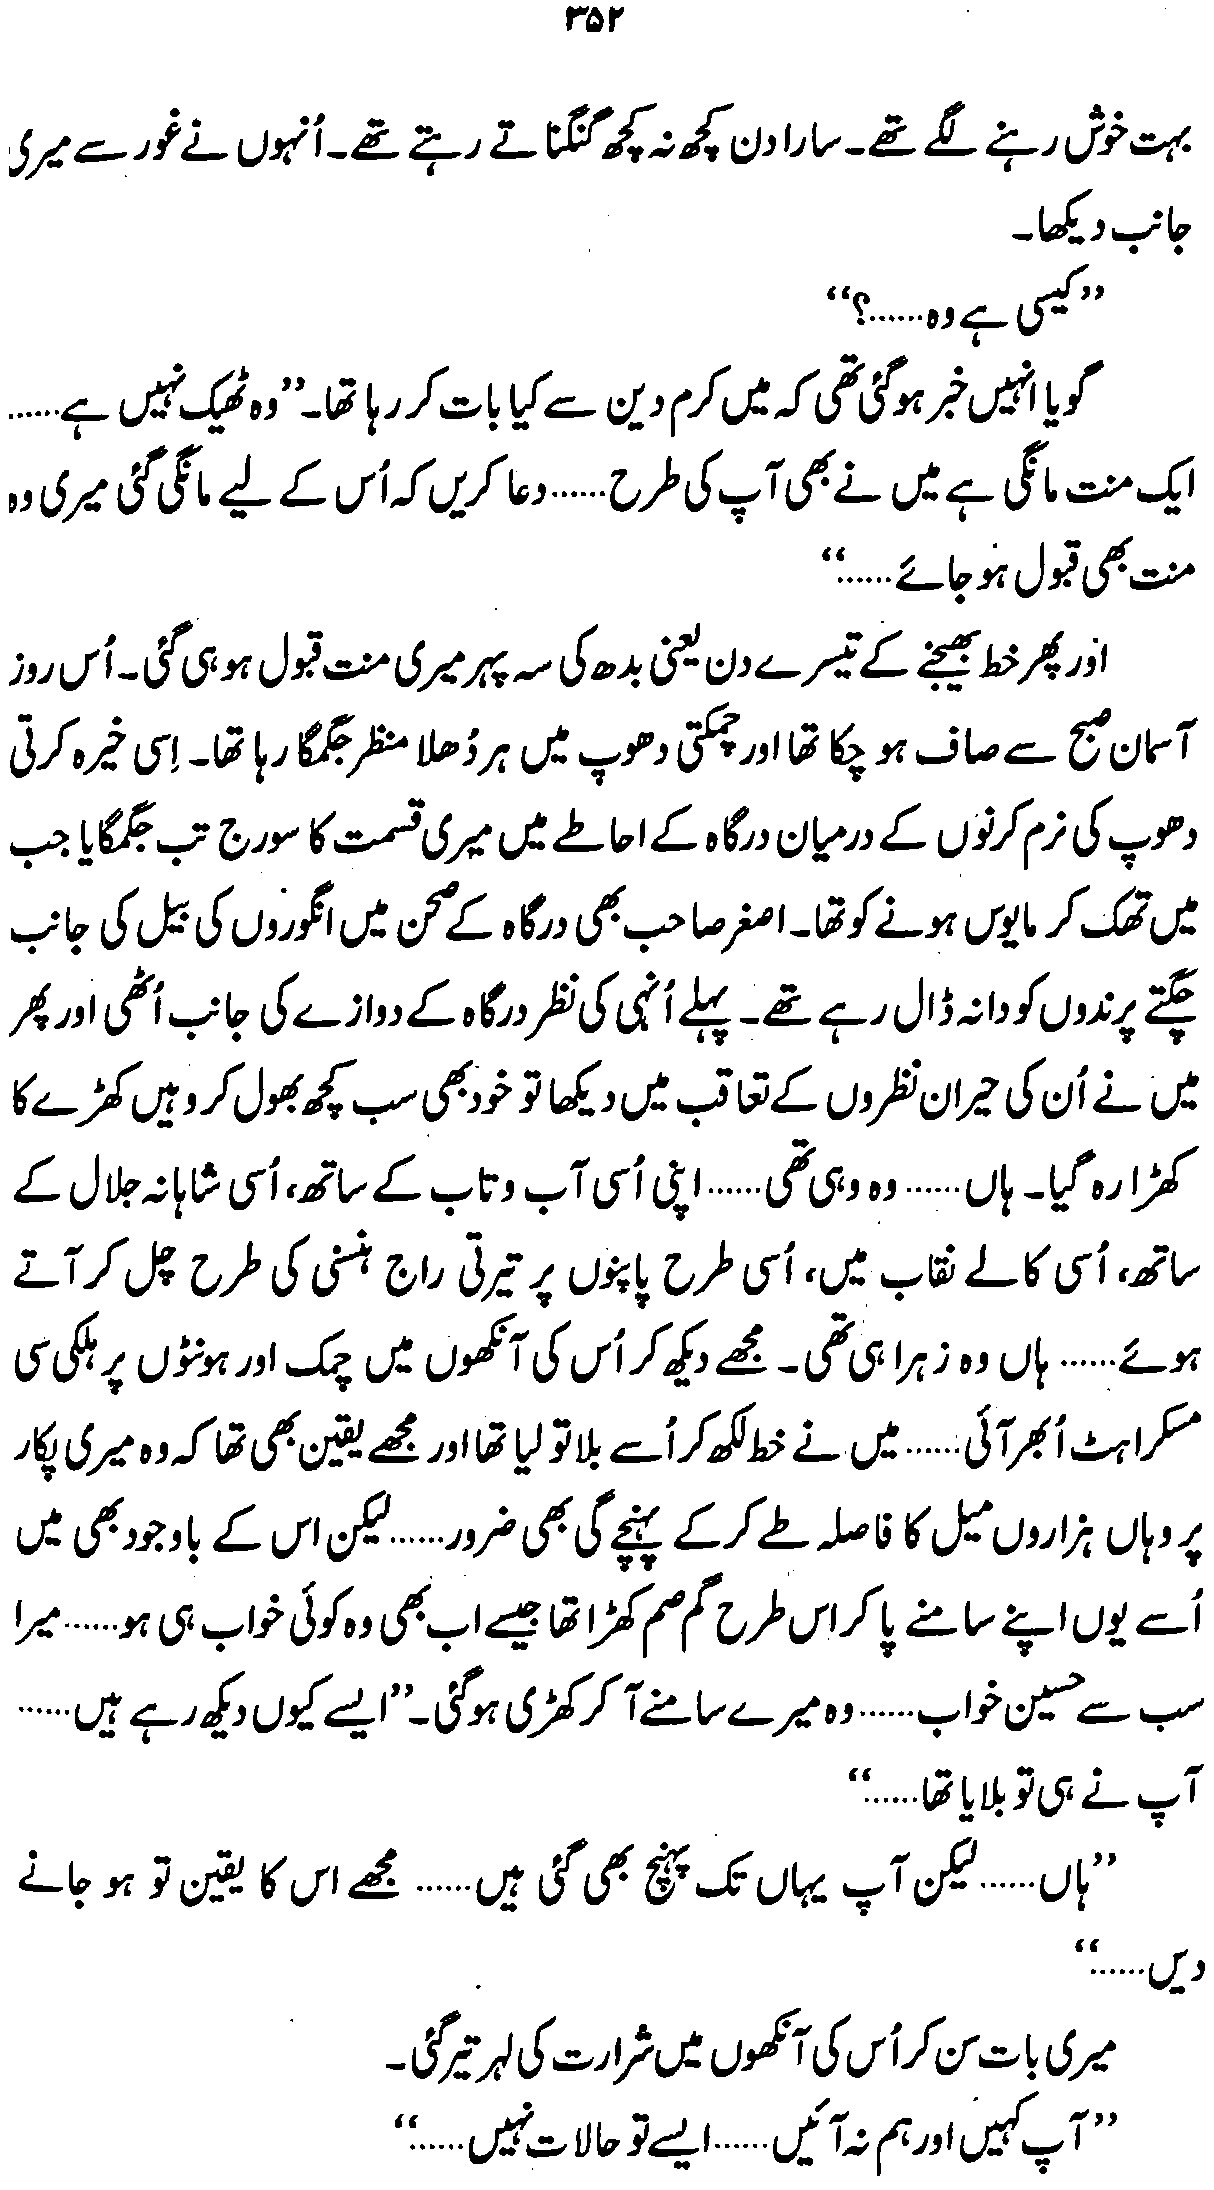 ۳۵۲
بہت خوش رہنے لگے تھے۔ سارا دن کچھ نہ کچھ گنگناتے رہتے تھے۔ اُنہوں نے غور سے میری
جانب دیکھا۔
”کیسی ہے وہ......؟“
گویا انہیں خبر ہو گئی تھی کہ میں کرم دین سے کیا بات کر رہا تھا۔ ”وہ ٹھیک نہیں ہے......
ایک منت مانگی ہے میں نے بھی آپ کی طرح...... دعا کریں کہ اُس کے لیے مانگی گئی میری وہ
منت بھی قبول ہو جائے......“
اور پھر خط بھیجنے کے تیسرے دن یعنی بدھ کی سہ پہر میری منت قبول ہو ہی گئی۔ اُس روز
آسمان صبح سے صاف ہو چکا تھا اور چمکتی دھوپ میں ہر دُھلا منظر جگمگا رہا تھا۔ اِسی خیرہ کرتی
دھوپ کی نرم کرنوں کے درمیان درگاہ کے احاطے میں میری قسمت کا سورج تب جگمگایا جب
میں تھک کر مایوس ہونے کو تھا۔ اصغر صاحب بھی درگاہ کے صحن میں انگوروں کی بیل کی جانب
چگتے پرندوں کو دانہ ڈال رہے تھے۔ پہلے اُنہی کی نظر درگاہ کے دوازے کی جانب اُٹھی اور پھر
میں نے اُن کی حیران نظروں کے تعاقب میں دیکھا تو خود بھی سب کچھ بھول کر وہیں کھڑے کا
کھڑا رہ گیا۔ ہاں...... وہ وہی تھی...... اپنی اُسی آب و تاب کے ساتھ، اُسی شاہانہ جلال کے
ساتھ، اُسی کالے نقاب میں، اُسی طرح پاپنوں پر تیرتی راج ہنسنی کی طرح چل کر آتے
ہوئے...... ہاں وہ زہرا ہی تھی۔ مجھے دیکھ کر اُس کی آنکھوں میں چمک اور ہونٹوں پر ہلکی سی
مسکراہٹ اُبھر آئی...... میں نے خط لکھ کر اُسے بلا تو لیا تھا اور مجھے یقین بھی تھا کہ وہ میری پکار
پر وہاں ہزاروں میل کا فاصلہ طے کر کے پہنچے گی بھی ضرور...... لیکن اس کے باوجود بھی میں
اُسے یوں اپنے سامنے پا کر اس طرح گم صم کھڑا تھا جیسے اب بھی وہ کوئی خواب ہی ہو...... میرا
سب سے حسین خواب...... وہ میرے سامنے آ کر کھڑی ہو گئی۔ ”ایسے کیوں دیکھ رہے ہیں......
آپ نے ہی تو بلایا تھا......“
”ہاں...... لیکن آپ یہاں تک پہنچ بھی گئی ہیں...... مجھے اس کا یقین تو ہو جانے
دیں......“
میری بات سن کر اُس کی آنکھوں میں شرارت کی لہر تیر گئی۔
”آپ کہیں اور ہم نہ آئیں...... ایسے تو حالات نہیں......“